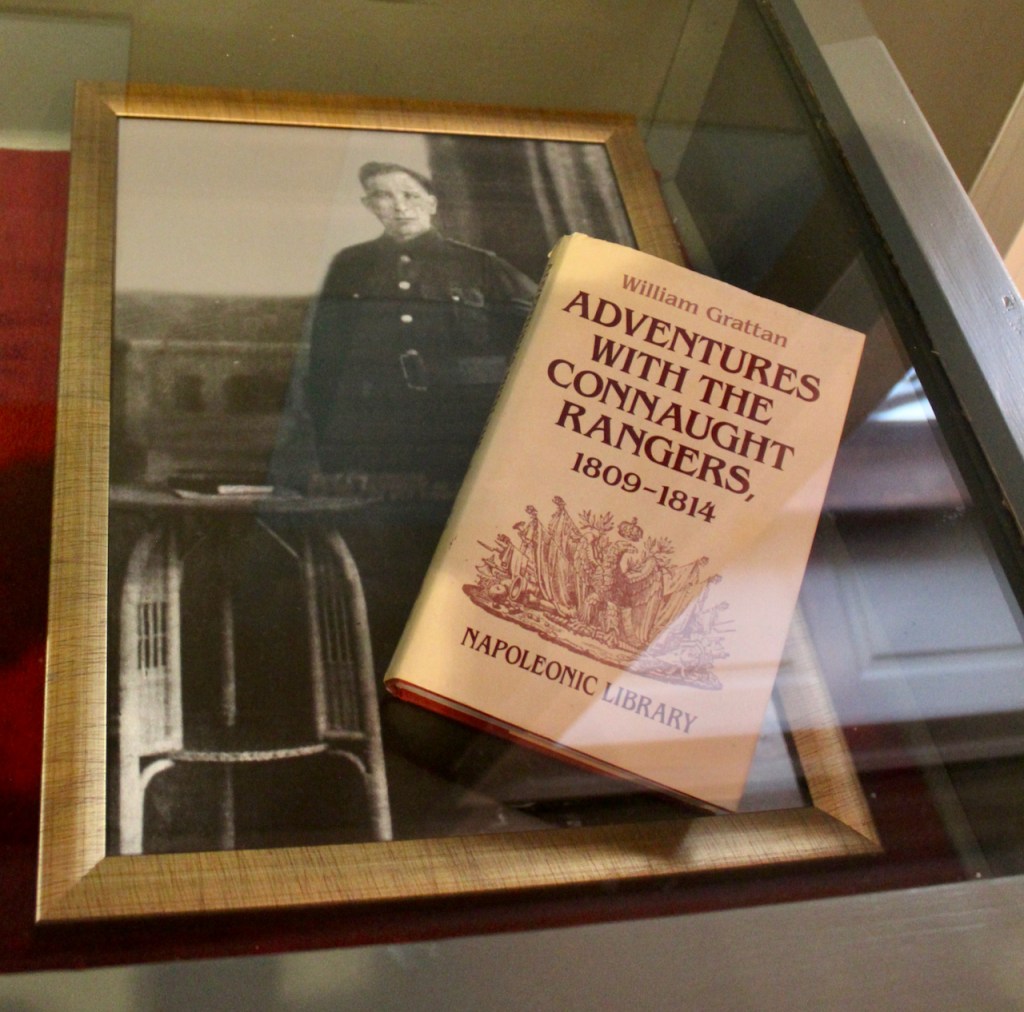 William Grattan
ADVENTURES
WITH THE
CONNAUGHT
RANGERS,
1809-1814
NAPOLEONIC LIBRARY